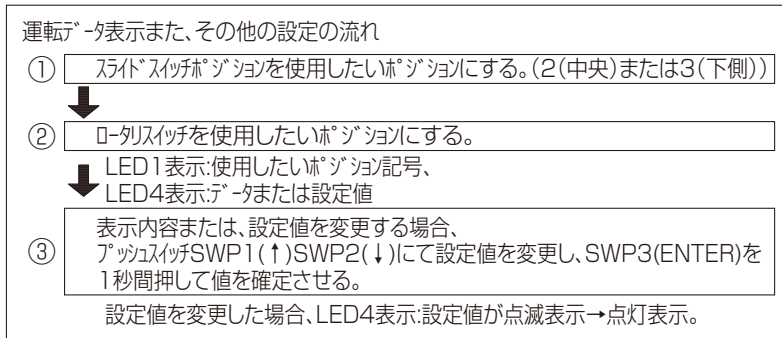 運転ﾃﾞｰﾀ表示また、その他の設定の流れ
① ｽﾗｲﾄﾞｽｲｯﾁﾎﾟｼﾞｼｮﾝを使用したいﾎﾟｼﾞｼｮﾝにする。(2(中央)または3(下側))
② ﾛｰﾀﾘｽｲｯﾁを使用したいﾎﾟｼﾞｼｮﾝにする。
LED1表示:使用したいﾎﾟｼﾞｼｮﾝ記号、
LED4表示:ﾃﾞｰﾀまたは設定値
表示内容または、設定値を変更する場合、
③ ﾌﾟｯｼｭｽｲｯﾁSWP1(↑)SWP2(↓)にて設定値を変更し、SWP3(ENTER)を
1秒間押して値を確定させる。
設定値を変更した場合、LED4表示:設定値が点滅表示→点灯表示。